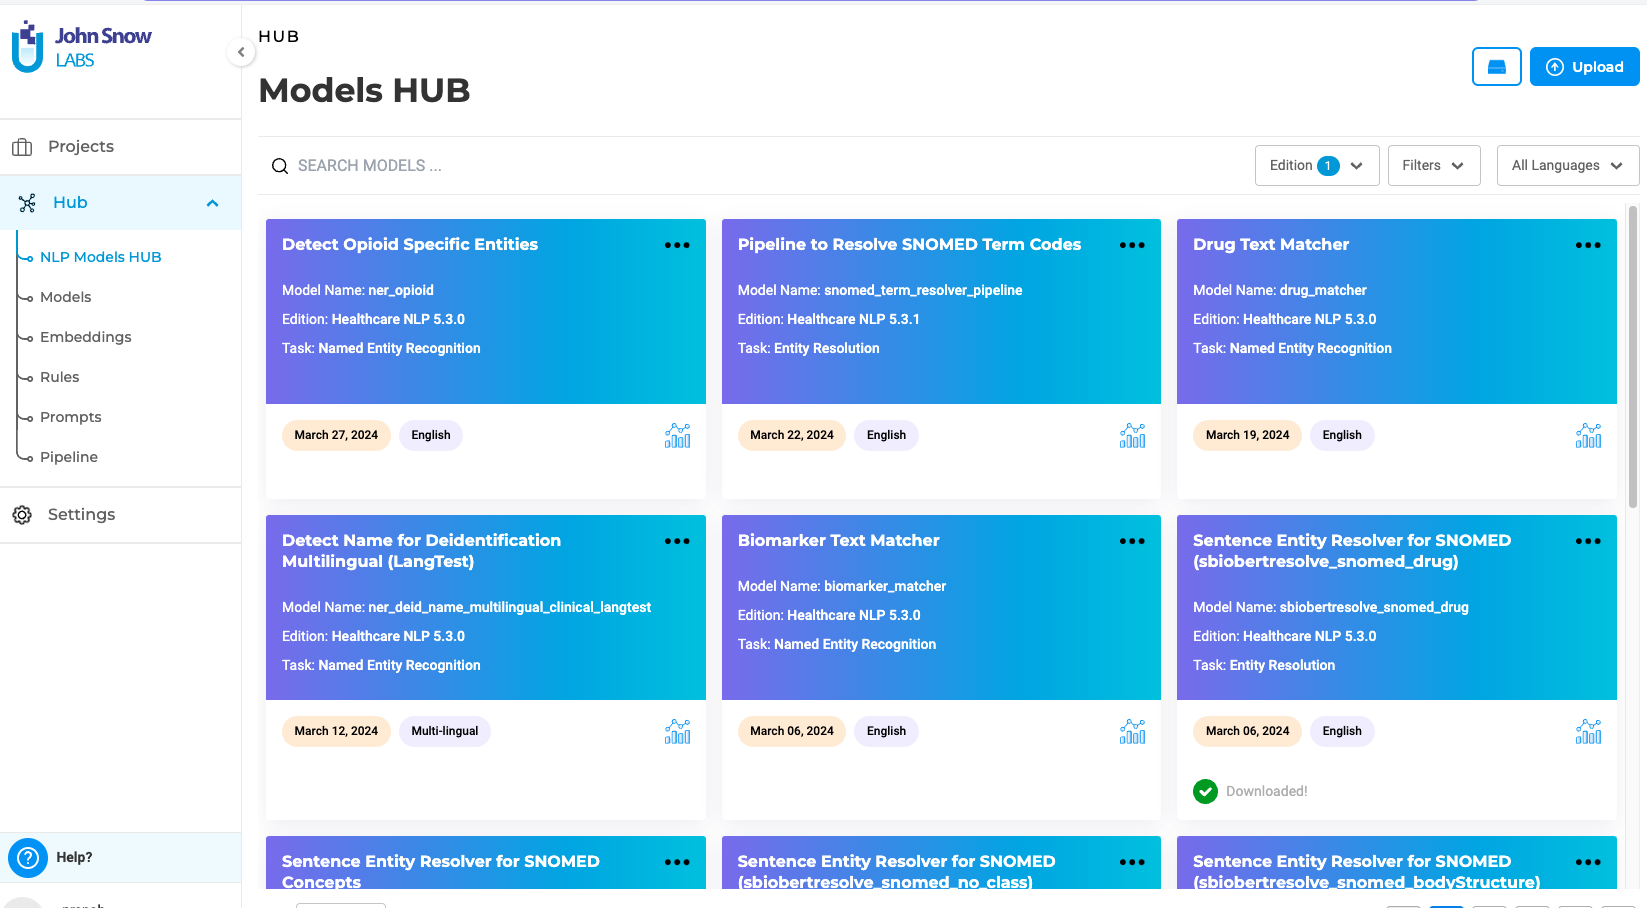 John Snow
LABS
Projects
Hub
NLP Models HUB
Models
Embeddings
Rules
Prompts
Pipeline
Settings
Help?
HUB
Models HUB
Upload
SEARCH MODELS ...
Edition 1
Filters
All Languages
Detect Opioid Specific Entities
Model Name: ner_opioid
Edition: Healthcare NLP 5.3.0
Task: Named Entity Recognition
March 27, 2024
English
Pipeline to Resolve SNOMED Term Codes
Model Name: snomed_term_resolver_pipeline
Edition: Healthcare NLP 5.3.1
Task: Entity Resolution
March 22, 2024
English
Drug Text Matcher
Model Name: drug_matcher
Edition: Healthcare NLP 5.3.0
Task: Named Entity Recognition
March 19, 2024
English
Detect Name for Deidentification
Multilingual (LangTest)
Model Name: ner_deid_name_multilingual_clinical_langtest
Edition: Healthcare NLP 5.3.0
Task: Named Entity Recognition
March 12, 2024
Multi-lingual
Biomarker Text Matcher
Model Name: biomarker_matcher
Edition: Healthcare NLP 5.3.0
Task: Named Entity Recognition
March 06, 2024
English
Sentence Entity Resolver for SNOMED
(sbiobertresolve_snomed_drug)
Model Name: sbiobertresolve_snomed_drug
Edition: Healthcare NLP 5.3.0
Task: Entity Resolution
March 06, 2024
English
Downloaded!
Sentence Entity Resolver for SNOMED
Concepts
Sentence Entity Resolver for SNOMED
(sbiobertresolve_snomed_no_class)
Sentence Entity Resolver for SNOMED
(sbiobertresolve_snomed_bodyStructure)